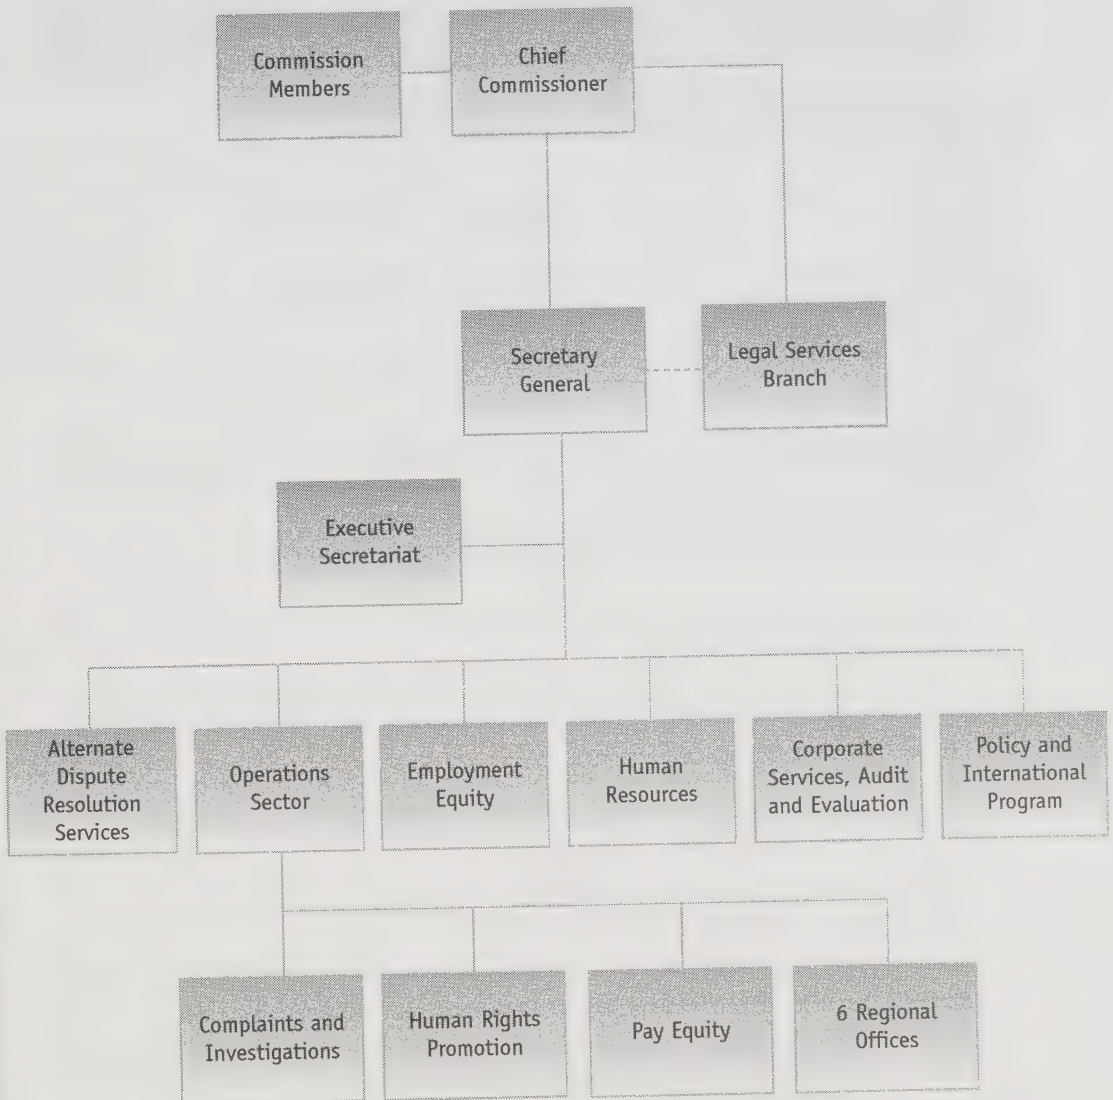 Commission
Members
Chief
Commissioner
Secretary
General
Legal Services
Branch
Executive
Secretariat
Alternate
Dispute
Resolution
Services
Operations
Sector
Employment
Equity
Human
Resources
Corporate
Services, Audit
and Evaluation
Policy and
International
Program
Complaints and
Investigations
Human Rights
Promotion
Pay Equity
6 Regional
Offices